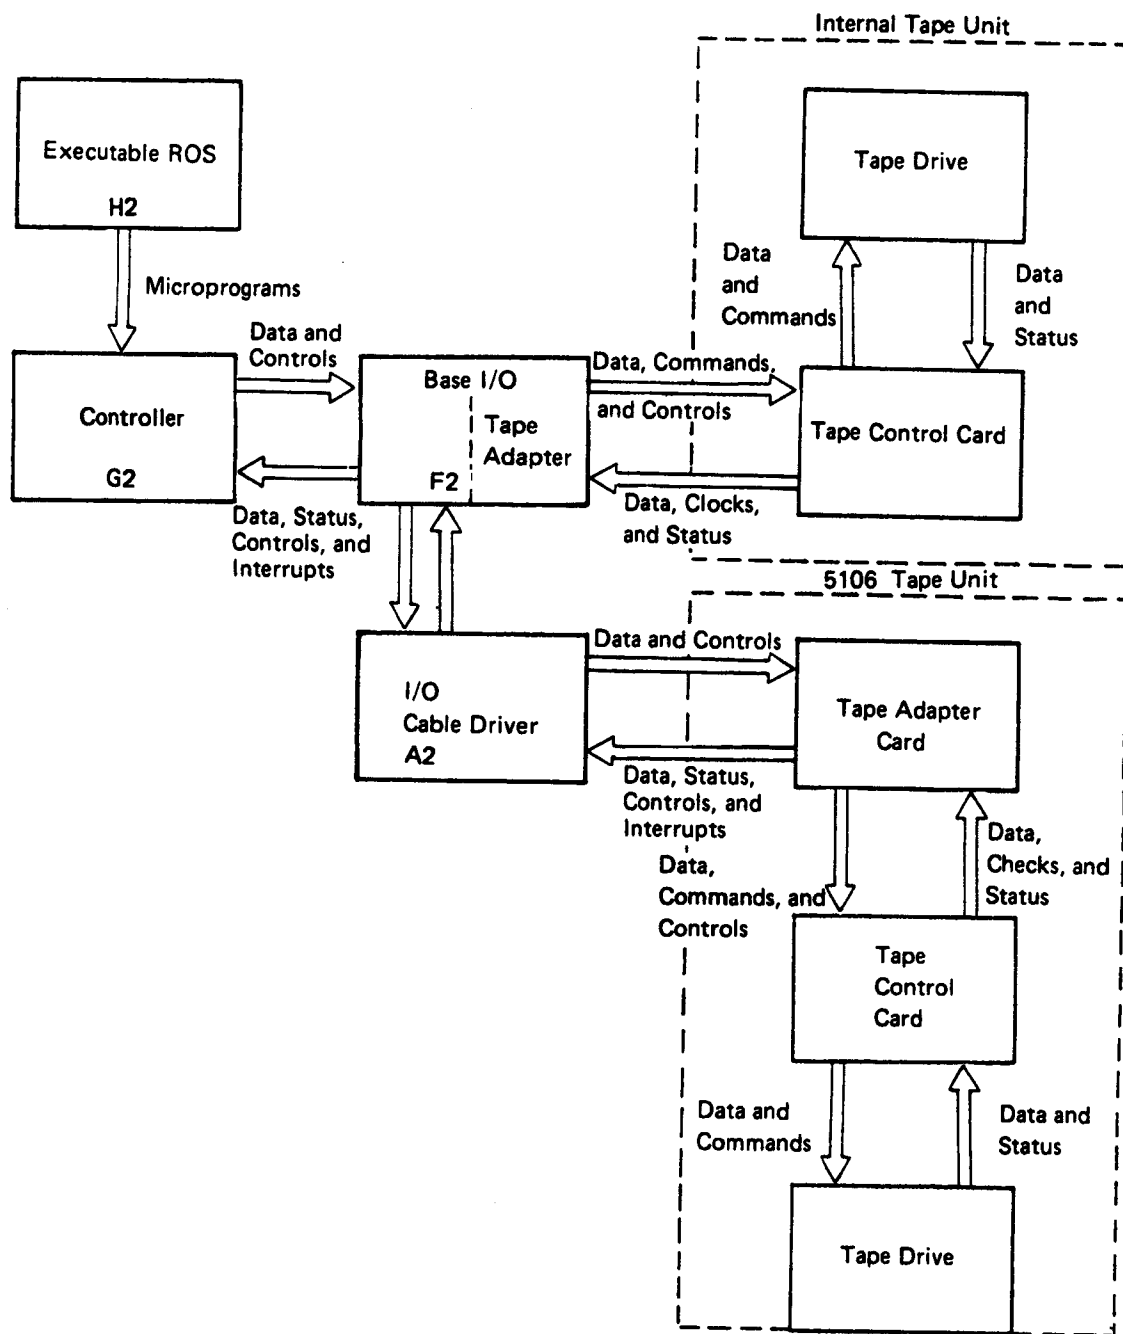 Internal Tape Unit
Executable ROS
H2
Tape Drive
Microprograms
Data
and
Commands
Data
and
Status
Data and
Controls
Controller
G2
Base I/O
Tape
Adapter
F2
Data, Commands,
and Controls
Tape Control Card
Data, Status,
Controls, and
Interrupts
Data, Clocks,
and Status
5106 Tape Unit
I/O
Cable Driver
A2
Data and Controls
Tape Adapter
Card
Data, Status,
Controls, and
Interrupts
Data,
Commands, and
Controls
Data,
Checks, and
Status
Tape
Control
Card
Data and
Commands
Data and
Status
Tape Drive